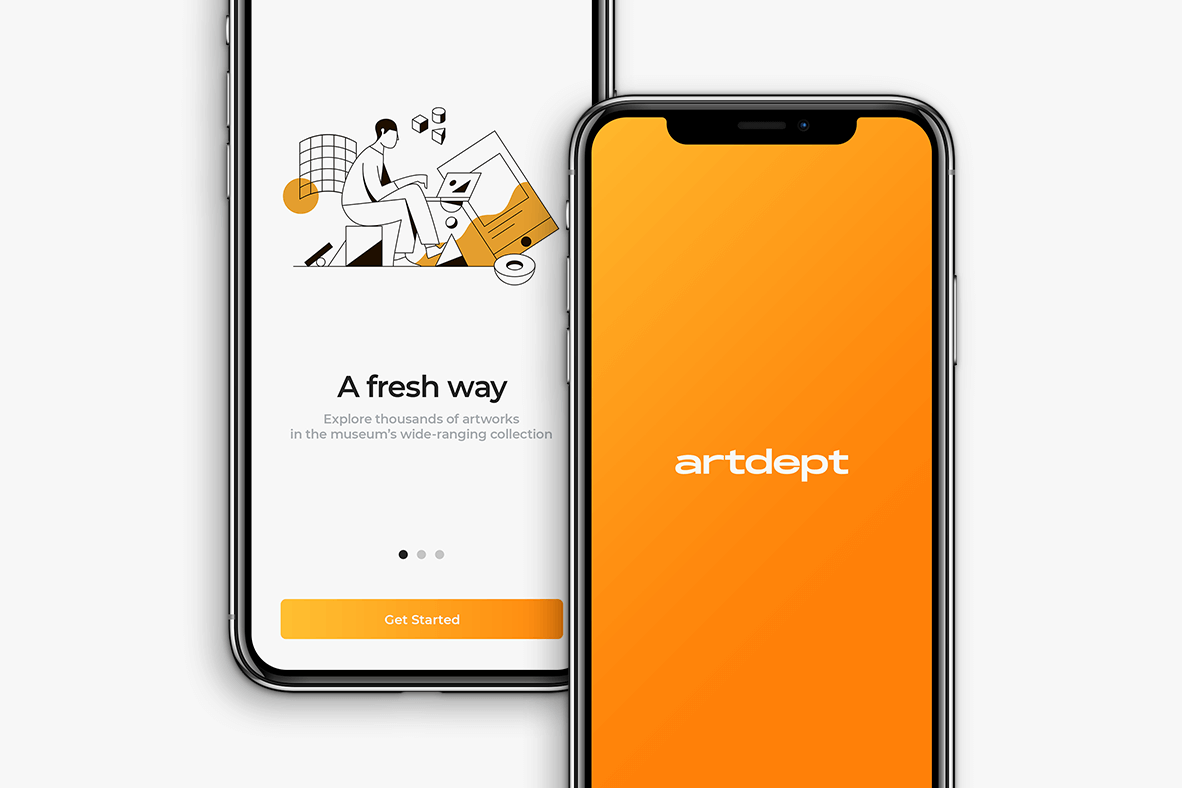 A fresh way
Explore thousands of artworks
in the museum's wide-ranging collection
Get Started
artdept